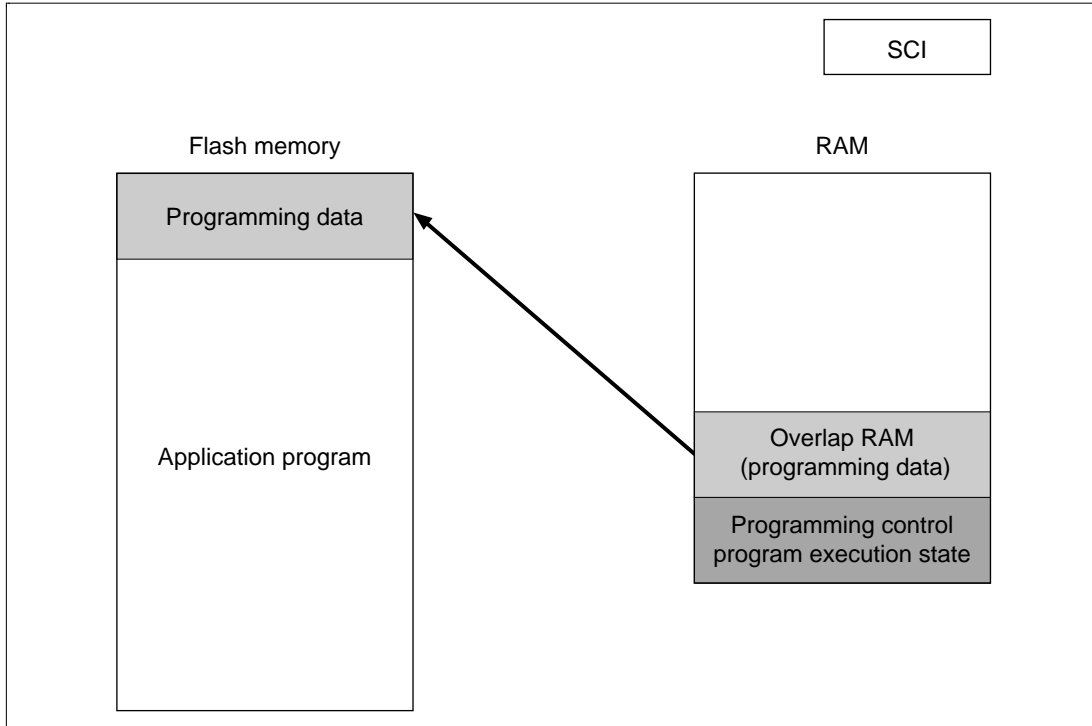 SCI
Flash memory
RAM
Programming data
Application program
Overlap RAM
(programming data)
Programming control
program execution state